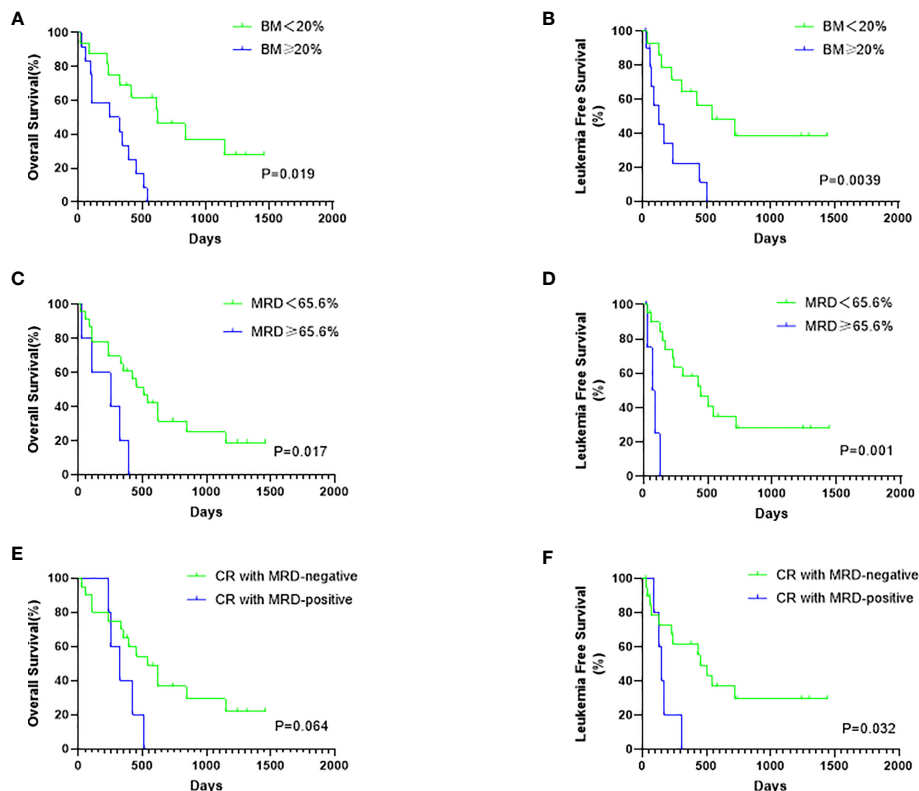 A
BM<20%
BM≥20%
Overall Survival(%)
100
80
60
40
20
0
P=0.019
0 500 1000 1500 2000
Days
B
BM<20%
BM≥20%
Leukemia Free Survival
(%)
100
80
60
40
20
0
P=0.0039
0 500 1000 1500 2000
Days
C
MRD<65.6%
MRD≥65.6%
Overall Survival(%)
100
80
60
40
20
0
P=0.017
0 500 1000 1500 2000
Days
D
MRD<65.6%
MRD≥65.6%
Leukemia Free Survival
(%)
100
80
60
40
20
0
P=0.001
0 500 1000 1500 2000
Days
E
CR with MRD-negative
CR with MRD-positive
Overall Survival(%)
100
80
60
40
20
0
P=0.064
0 500 1000 1500 2000
Days
F
CR with MRD-negative
CR with MRD-positive
Leukemia Free Survival
(%)
100
80
60
40
20
0
P=0.032
0 500 1000 1500 2000
Days